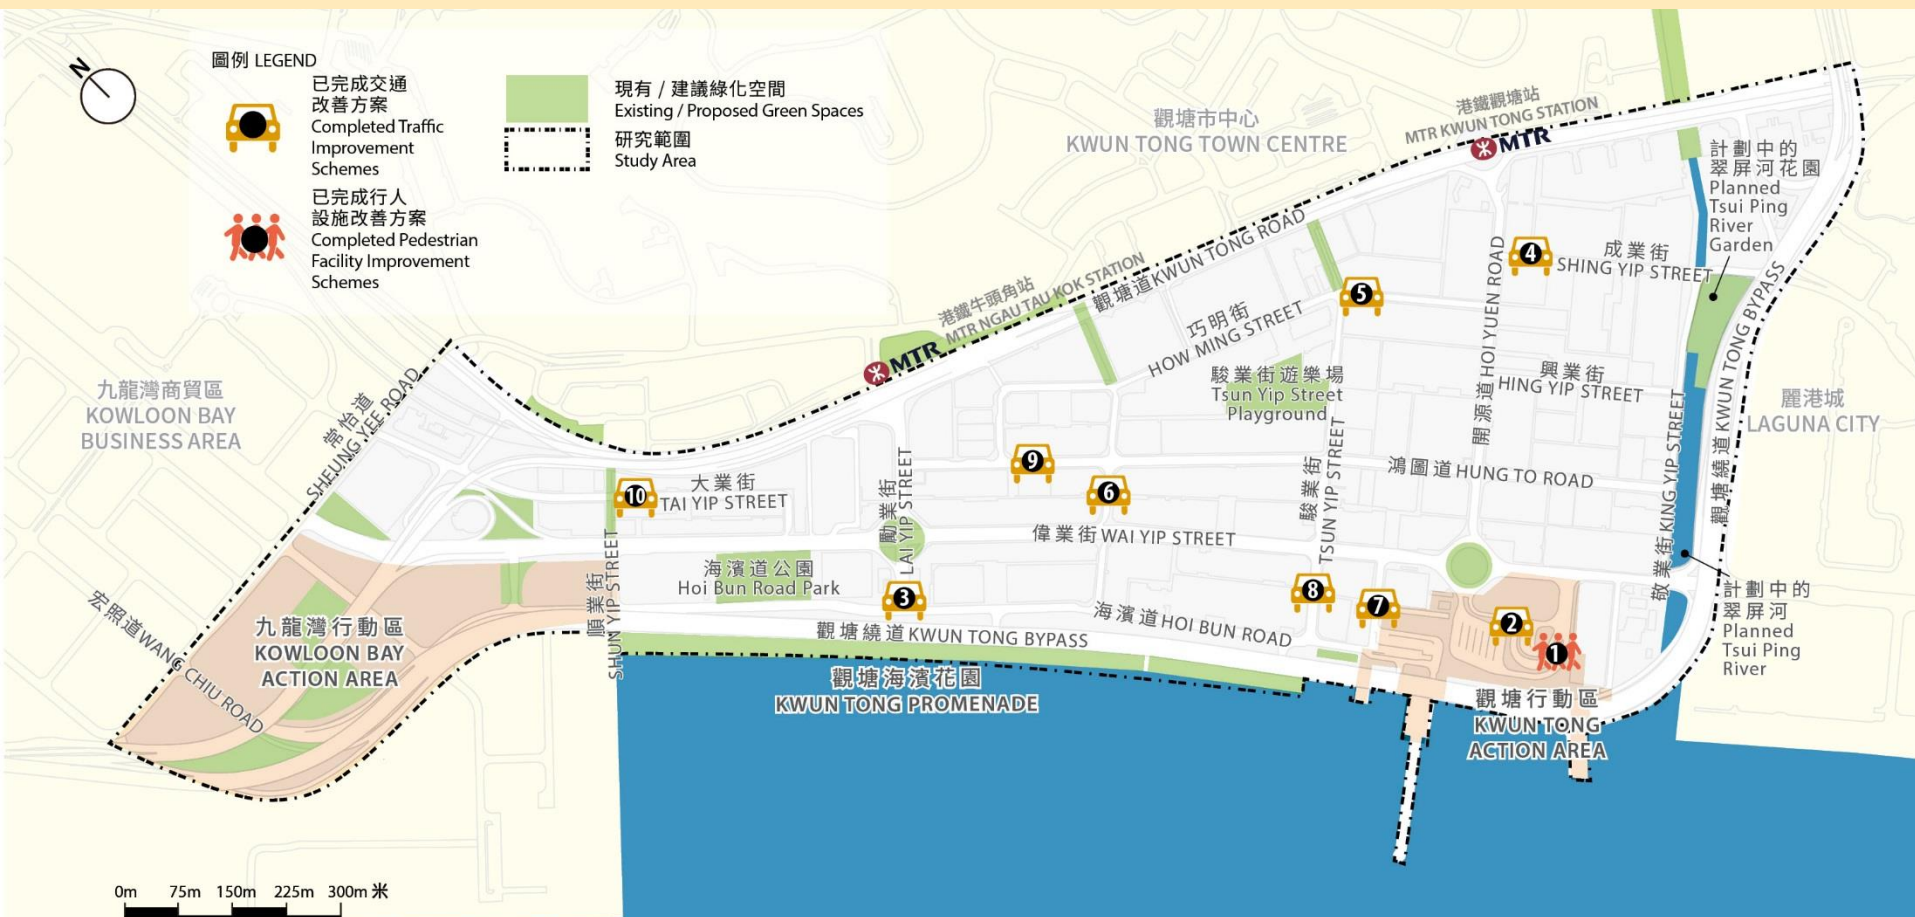 N
圖例 LEGEND
已完成交通
改善方案
Completed Traffic
Improvement
Schemes
已完成行人
設施改善方案
Completed Pedestrian
Facility Improvement
Schemes
現有 / 建議綠化空間
Existing / Proposed Green Spaces
研究範圍
Study Area
觀塘市中心
KWUN TONG TOWN CENTRE
港鐵觀塘站
MTR KWUN TONG STATION
MTR
計劃中的
翠屏河花園
Planned
Tsui Ping
River
Garden
港鐵牛頭角站
MTR NGAU TAU KOK STATION
MTR
觀塘道 KWUN TONG ROAD
巧明街
HOW MING STREET
5
4
成業街
SHING YIP STREET
開源道 HOI YUEN ROAD
駿業街遊樂場
Tsun Yip Street
Playground
興業街
HING YIP STREET
觀塘繞道 KWUN TONG BYPASS
麗港城
LAGUNA CITY
九龍灣商貿區
KOWLOON BAY
BUSINESS AREA
常怡道
SHEUNG YEE ROAD
10
大業街
TAI YIP STREET
勵業街
LAI YIP STREET
9
6
駿業街
TSUN YIP STREET
鴻圖道 HUNG TO ROAD
敬業街 KING YIP STREET
偉業街 WAI YIP STREET
順業街
SHUN YIP STREET
海濱道公園
Hoi Bun Road Park
3
8
7
2
1
海濱道 HOI BUN ROAD
觀塘繞道 KWUN TONG BYPASS
計劃中的
翠屏河
Planned
Tsui Ping
River
宏照道 WANG CHIU ROAD
九龍灣行動區
KOWLOON BAY
ACTION AREA
觀塘海濱花園
KWUN TONG PROMENADE
觀塘行動區
KWUN TONG
ACTION AREA
0m 75m 150m 225m 300m 米